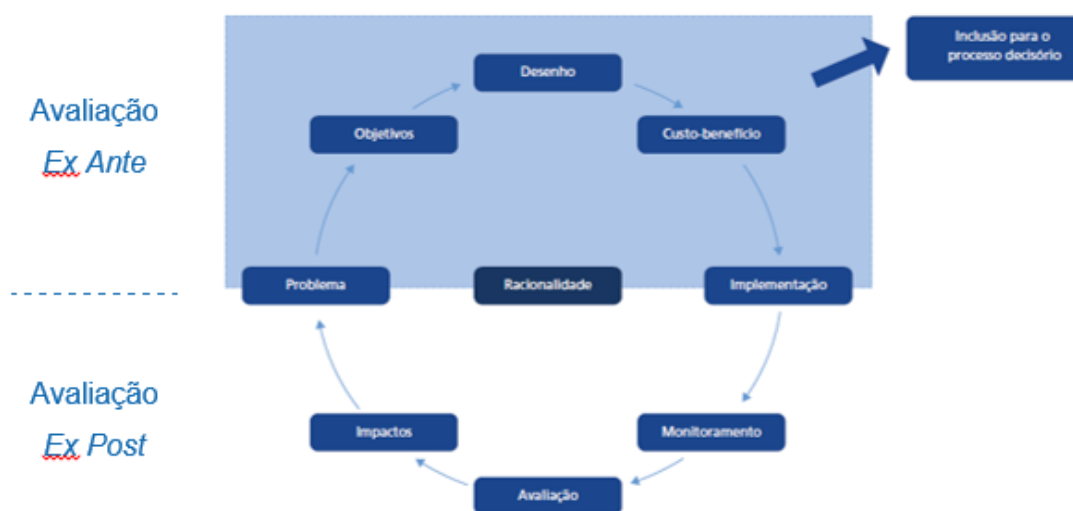 Inclusão para o
processo decisório
Desenho
Avaliação
Ex Ante
Objetivos
Custo-benefício
Problema
Racionalidade
Implementação
Avaliação
Ex Post
Impactos
Monitoramento
Avaliação